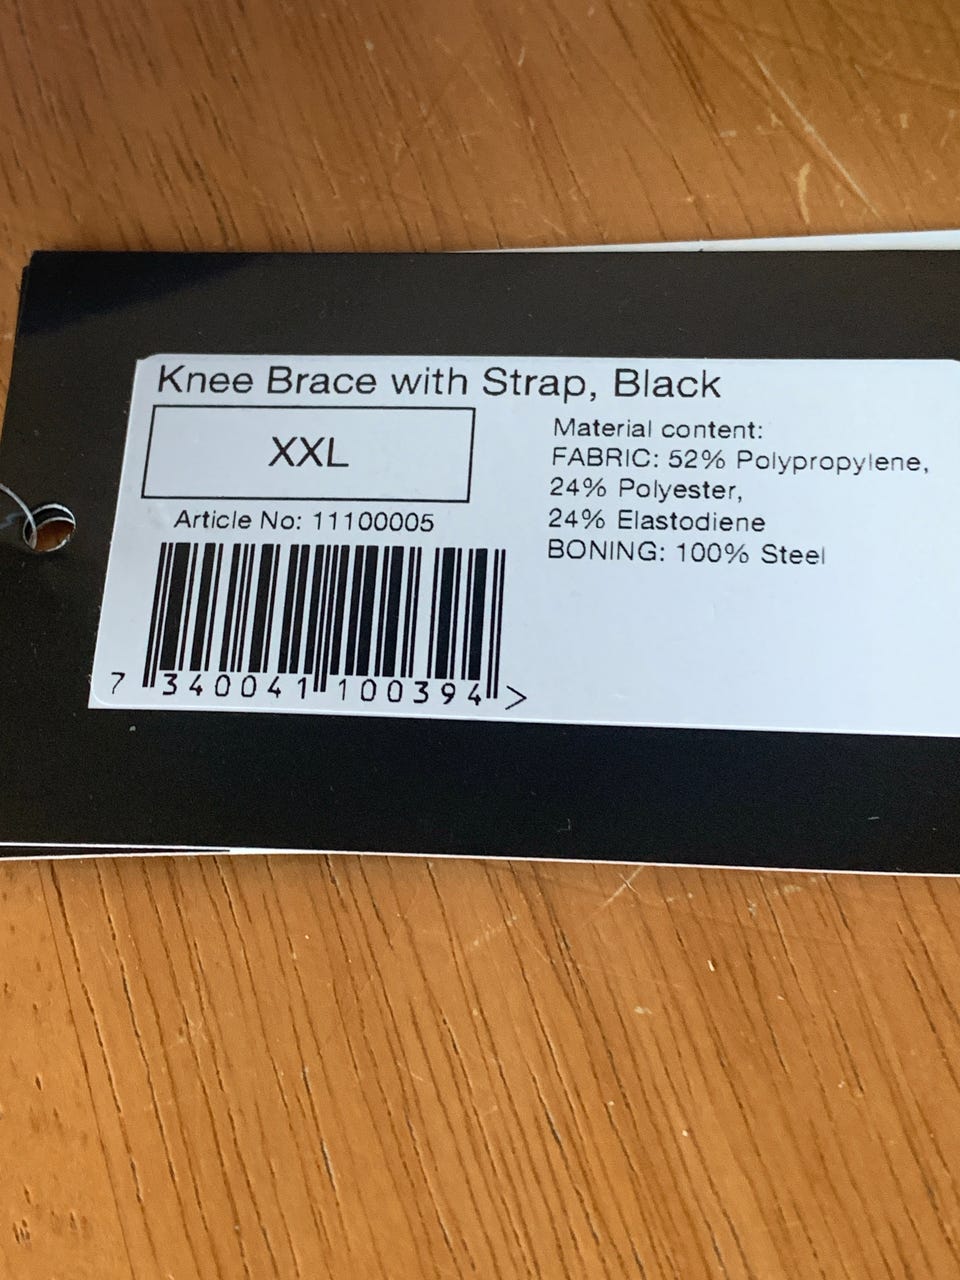 Knee Brace with Strap, Black
XXL
Article No: 11100005
7 340041 100394 >
Material content:
FABRIC: 52% Polypropylene,
24% Polyester,
24% Elastodiene
BONING: 100% Steel